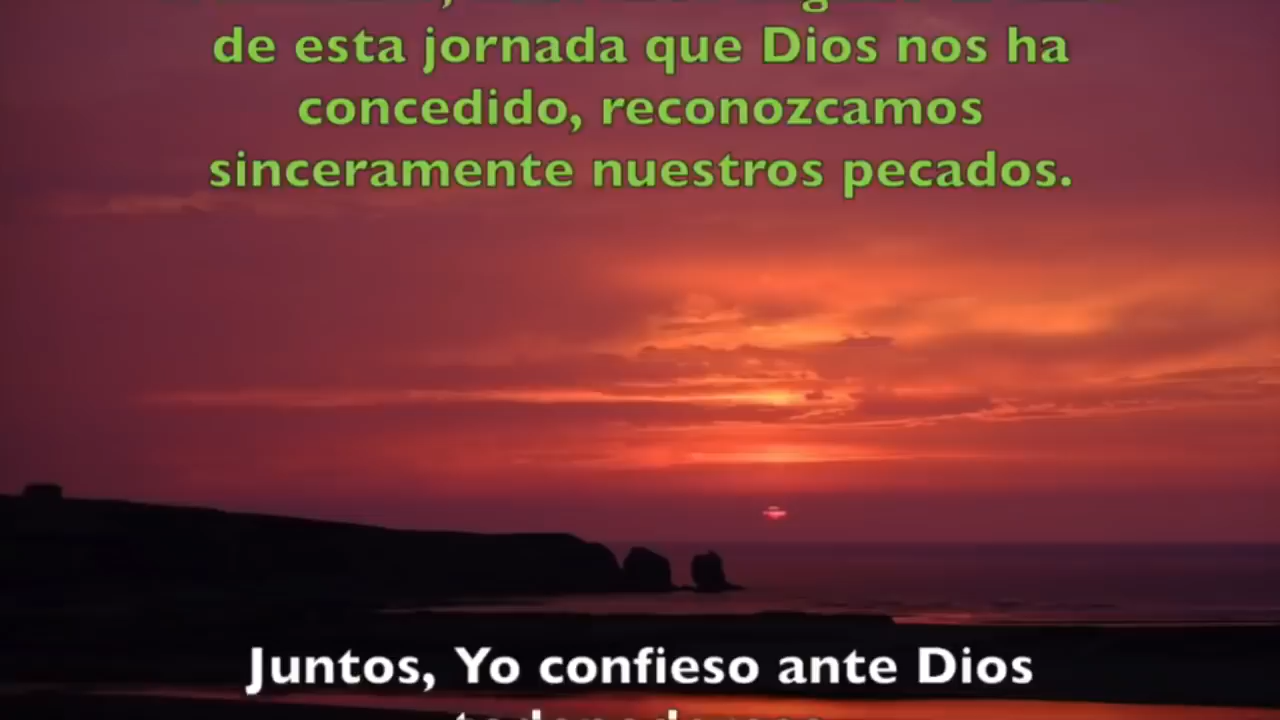 de esta jornada que Dios nos ha
concedido, reconozcamos
sinceramente nuestros pecados.
Juntos, Yo confieso ante Dios